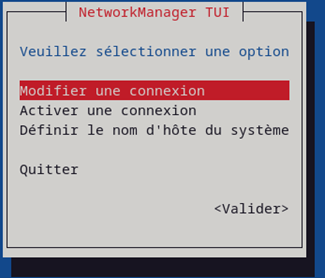 NetworkManager TUI
Veuillez sélectionner une option
Modifier une connexion
Activer une connexion
Définir le nom d'hôte du système
Quitter
<Valider>